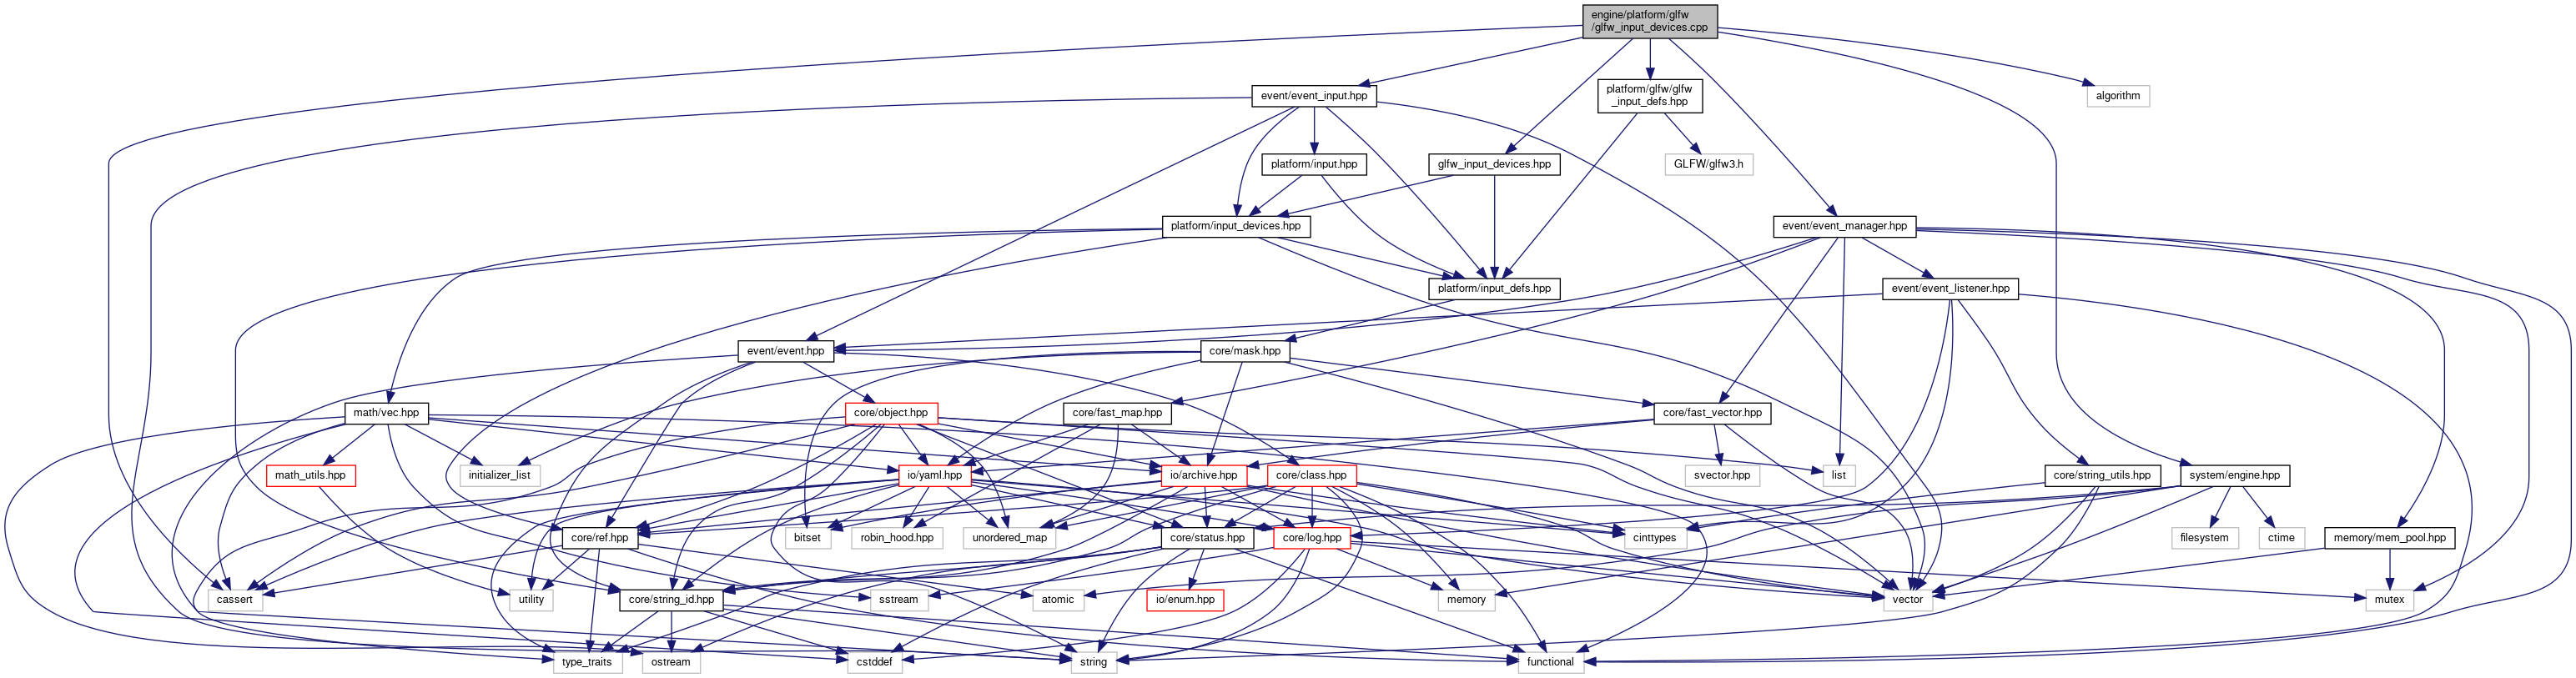 engine/platform/glfw
/glfw_input_devices.cpp
event/event_input.hpp
platform/glfw/glfw
_input_defs.hpp
algorithm
platform/input.hpp
glfw_input_devices.hpp
GLFW/glfw3.h
platform/input_devices.hpp
event/event_manager.hpp
platform/input_defs.hpp
event/event_listener.hpp
event/event.hpp
core/mask.hpp
math/vec.hpp
core/object.hpp
core/fast_map.hpp
core/fast_vector.hpp
math_utils.hpp
initializer_list
io/yaml.hpp
io/archive.hpp
core/class.hpp
svector.hpp
list
core/string_utils.hpp
system/engine.hpp
core/ref.hpp
bitset
robin_hood.hpp
unordered_map
core/status.hpp
core/log.hpp
cinttypes
filesystem
ctime
memory/mem_pool.hpp
cassert
utility
core/string_id.hpp
sstream
atomic
io/enum.hpp
memory
vector
mutex
type_traits
ostream
cstddef
string
functional